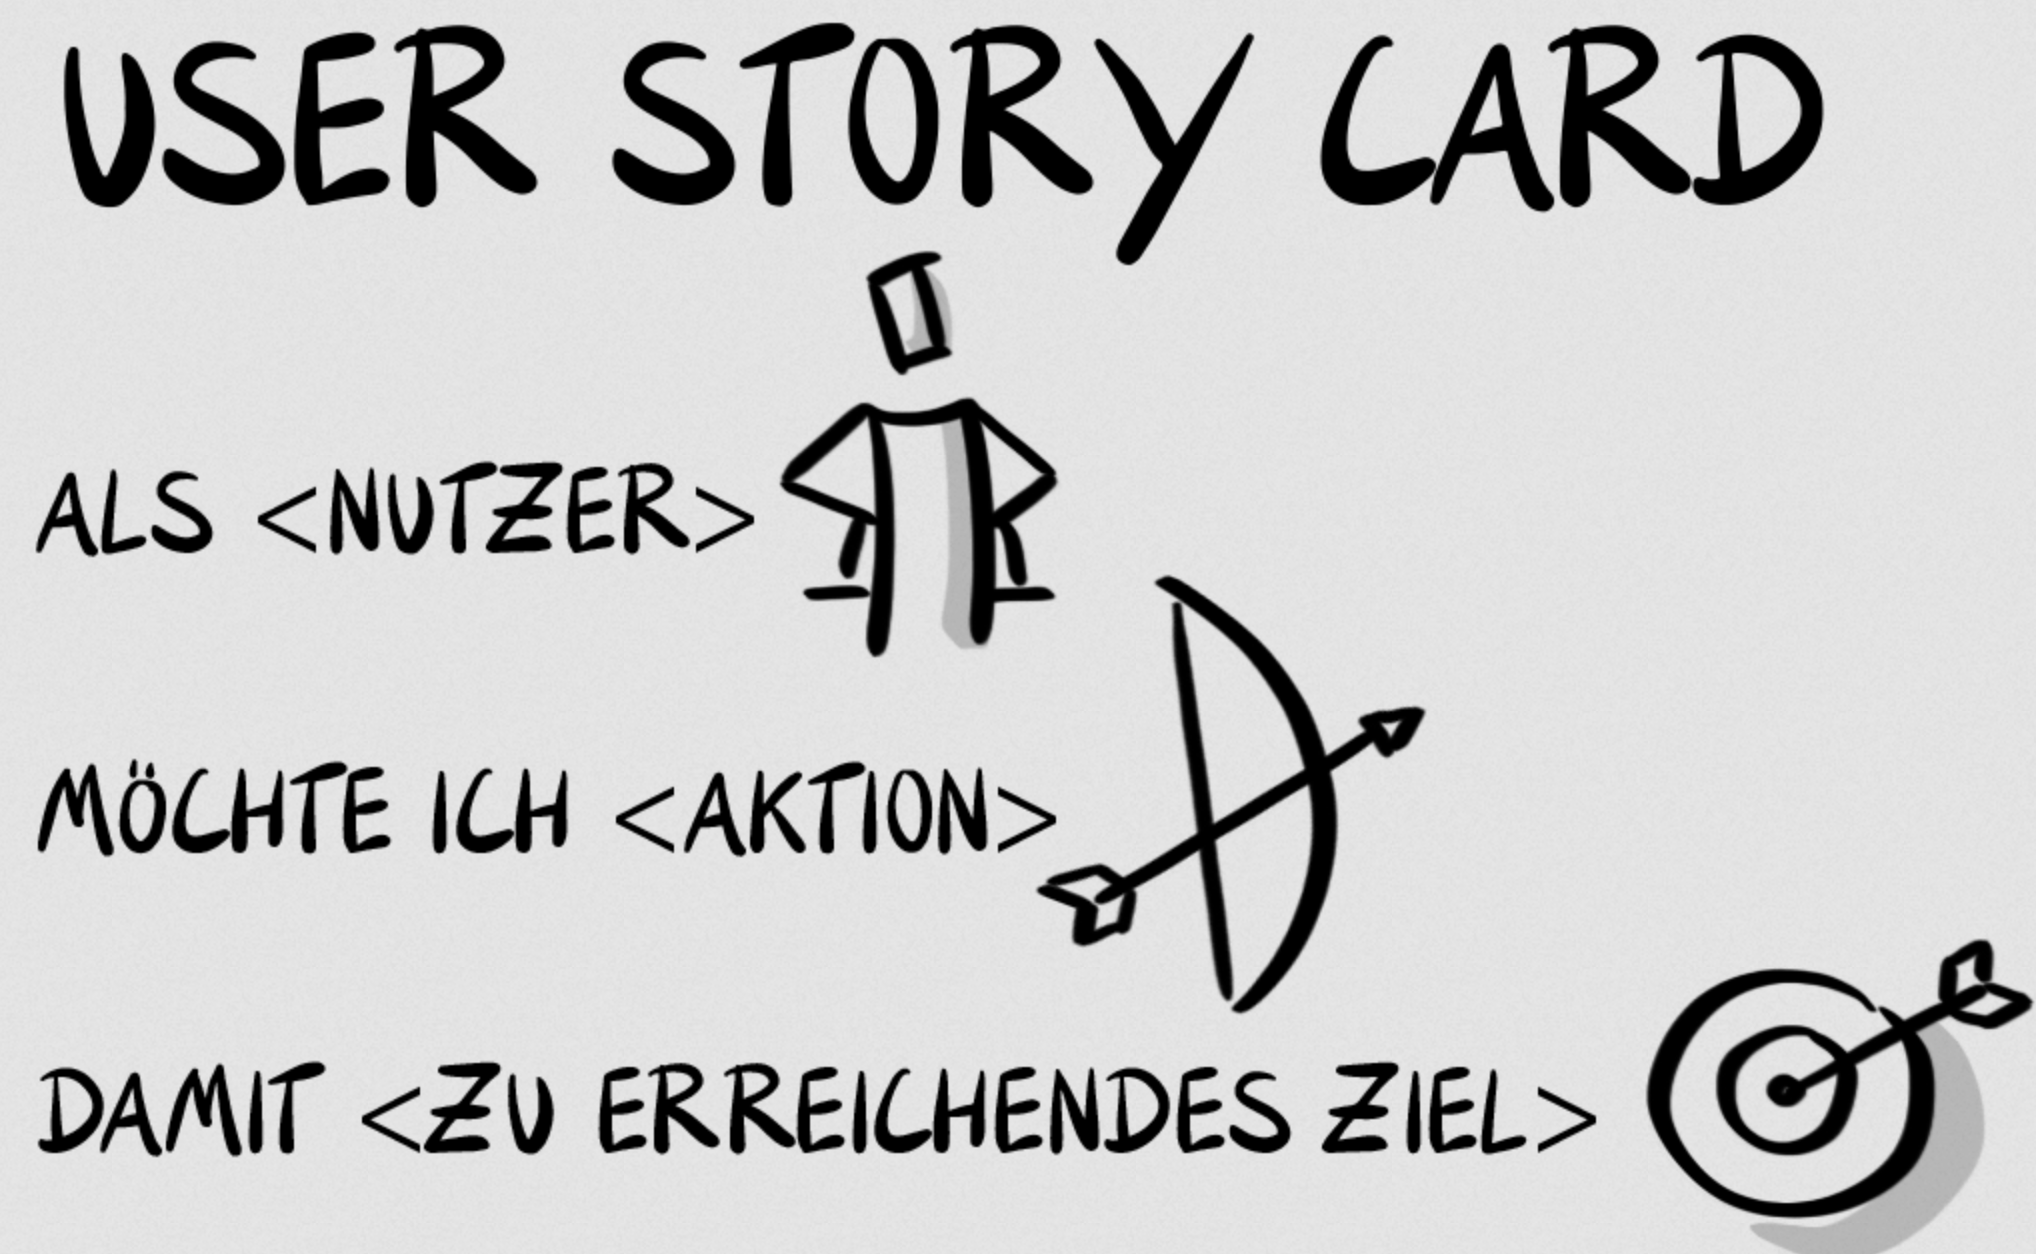 USER STORY CARD
ALS <NUTZER>
MÖCHTE ICH <AKTION>
DAMIT <ZU ERREICHENDES ZIEL>